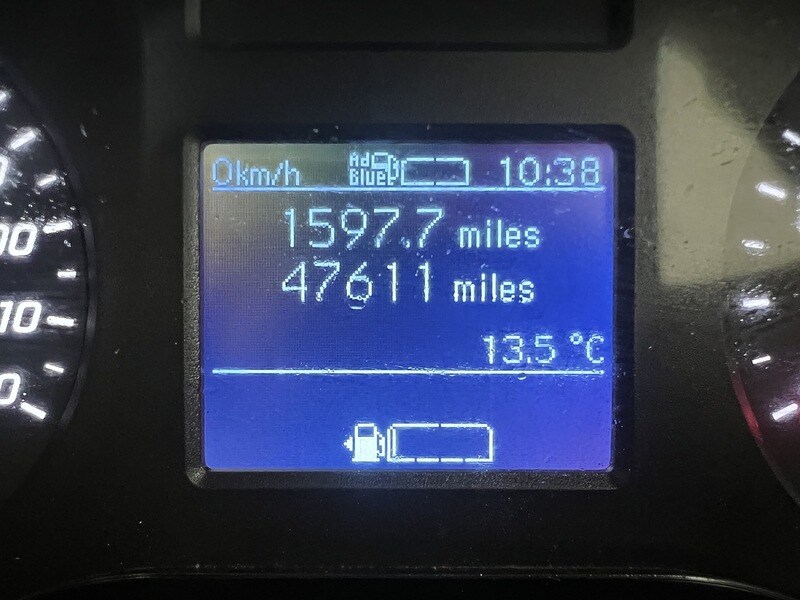 0km/h Ad Blue 10:38
1597.7 miles
47611 miles
13.5 °C